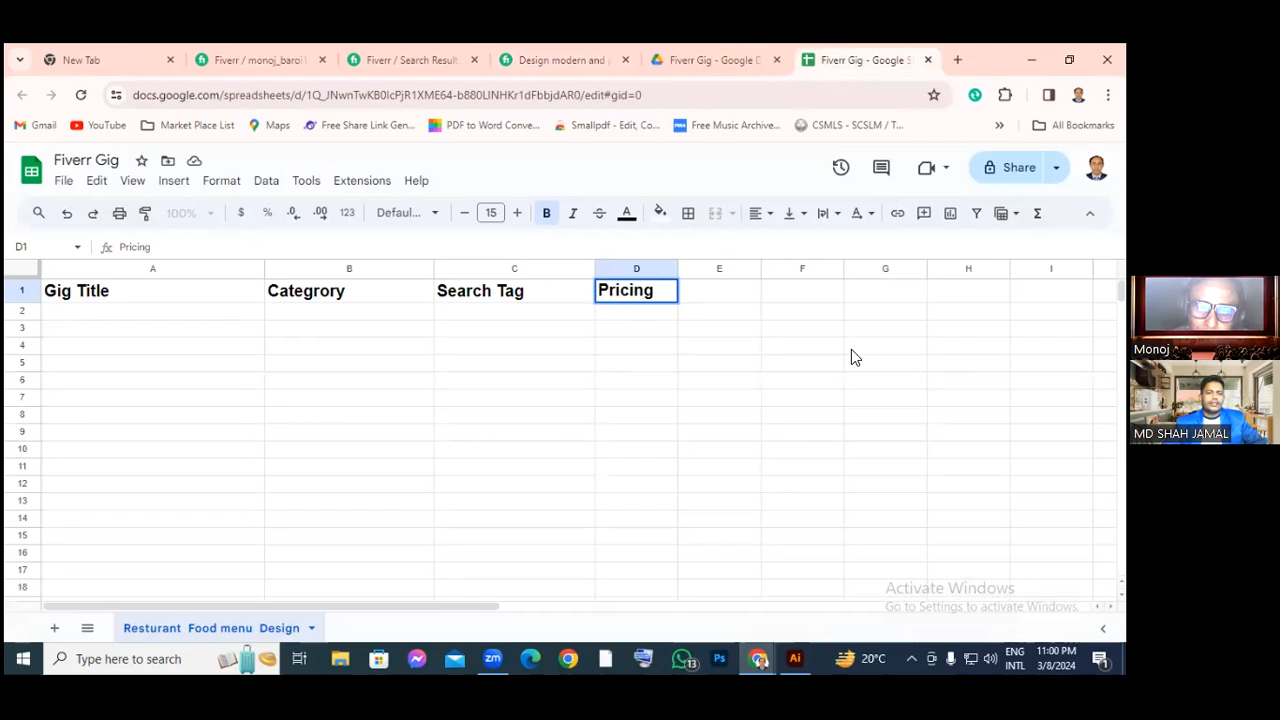 New Tab
Fiverr / monoj_baroi
Fiverr / Search Result
Design modern and
Fiverr Gig - Google D
Fiverr Gig - Google S
docs.google.com/spreadsheets/d/1Q_JNwnTwKB0lcPjR1XME64-b880LINHKr1dFbbjdAR0/edit#gid=0
Gmail
YouTube
Market Place List
Maps
Free Share Link Gen...
PDF to Word Conve...
Smallpdf - Edit, Co...
Free Music Archive...
CSMLS - SCSLM / T...
All Bookmarks
Fiverr Gig
Share
File Edit View Insert Format Data Tools Extensions Help
100% $ % .0 .00 123 Defaul... 15 B I A
D1 fx Pricing
A B C D E F G H I
1 Gig Title Categrory Search Tag Pricing
2
3
4
5
6
7
8
9
10
11
12
13
14
15
16
17
18
Activate Windows
Go to Settings to activate Windows.
Resturant Food menu Design
Type here to search
zm
13
Ps
Ai
20°C
ENG
INTL
11:00 PM
3/8/2024
1
Monoj
MD SHAH JAMAL